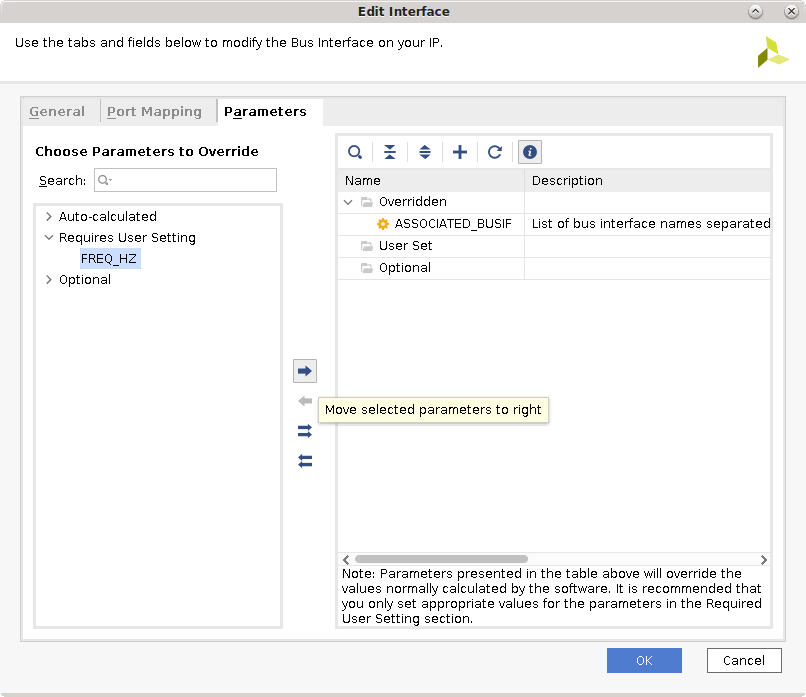 Edit Interface
Use the tabs and fields below to modify the Bus Interface on your IP.
General Port Mapping Parameters
Choose Parameters to Override
Search:
Auto-calculated
Requires User Setting
FREQ_HZ
Optional
Name Description
Overridden
ASSOCIATED_BUSIF List of bus interface names separated
User Set
Optional
Move selected parameters to right
Note: Parameters presented in the table above will override the
values normally calculated by the software. It is recommended that
you only set appropriate values for the parameters in the Required
User Setting section.
OK Cancel